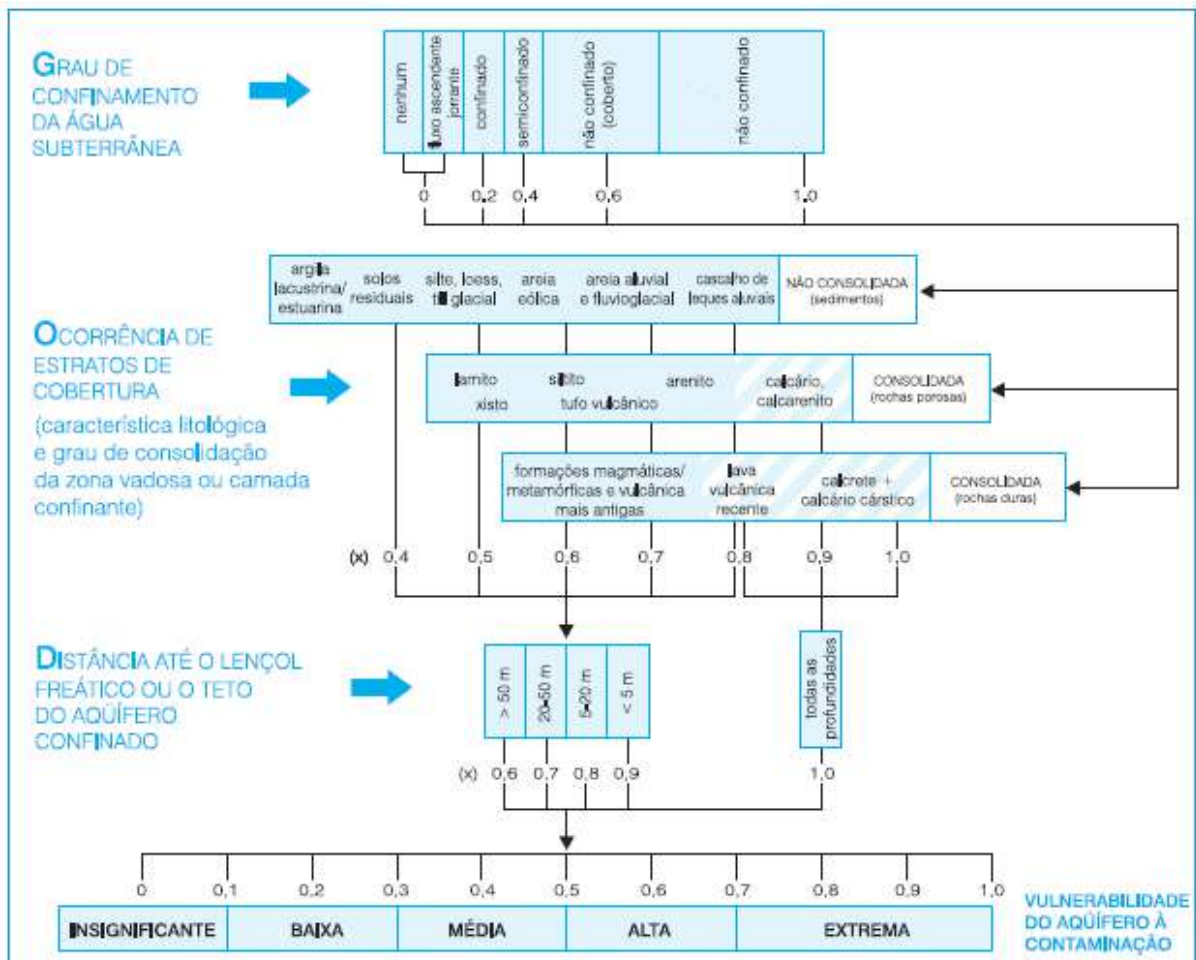 GRAU DE
CONFINAMENTO
DA ÁGUA
SUBTERRÂNEA
nenhum
fluxo ascendente
jorrante
confinado
semiconfinado
não confinado
(coberto)
não confinado
0 0,2 0,4 0,6 1,0
OCORRÊNCIA DE
ESTRATOS DE
COBERTURA
(característica litológica
e grau de consolidação
da zona vadosa ou camada
confinante)
argila
lacustrina/
estuarina
solos
residuais
silte, loess,
till glacial
areia
eólica
areia aluvial
e fluvioglacial
cascalho de
leques aluviais
NÃO CONSOLIDADA
(sedimentos)
lamito
xisto
siltito
tufo vulcânico
arenito
calcário,
calcarenito
CONSOLIDADA
(rochas porosas)
formações magmáticas/
metamórficas e vulcânica
mais antigas
lava
vulcânica
recente
calcrete +
calcário cárstico
CONSOLIDADA
(rochas duras)
(x) 0,4 0,5 0,6 0,7 0,8 0,9 1,0
DISTÂNCIA ATÉ O LENÇOL
FREÁTICO OU O TETO
DO AQÜÍFERO
CONFINADO
> 50 m
20-50 m
5-20 m
< 5 m
todas as
profundidades
(x) 0,6 0,7 0,8 0,9 1,0
0 0,1 0,2 0,3 0,4 0,5 0,6 0,7 0,8 0,9 1,0
INSIGNIFICANTE BAIXA MÉDIA ALTA EXTREMA
VULNERABILIDADE
DO AQÜÍFERO À
CONTAMINAÇÃO